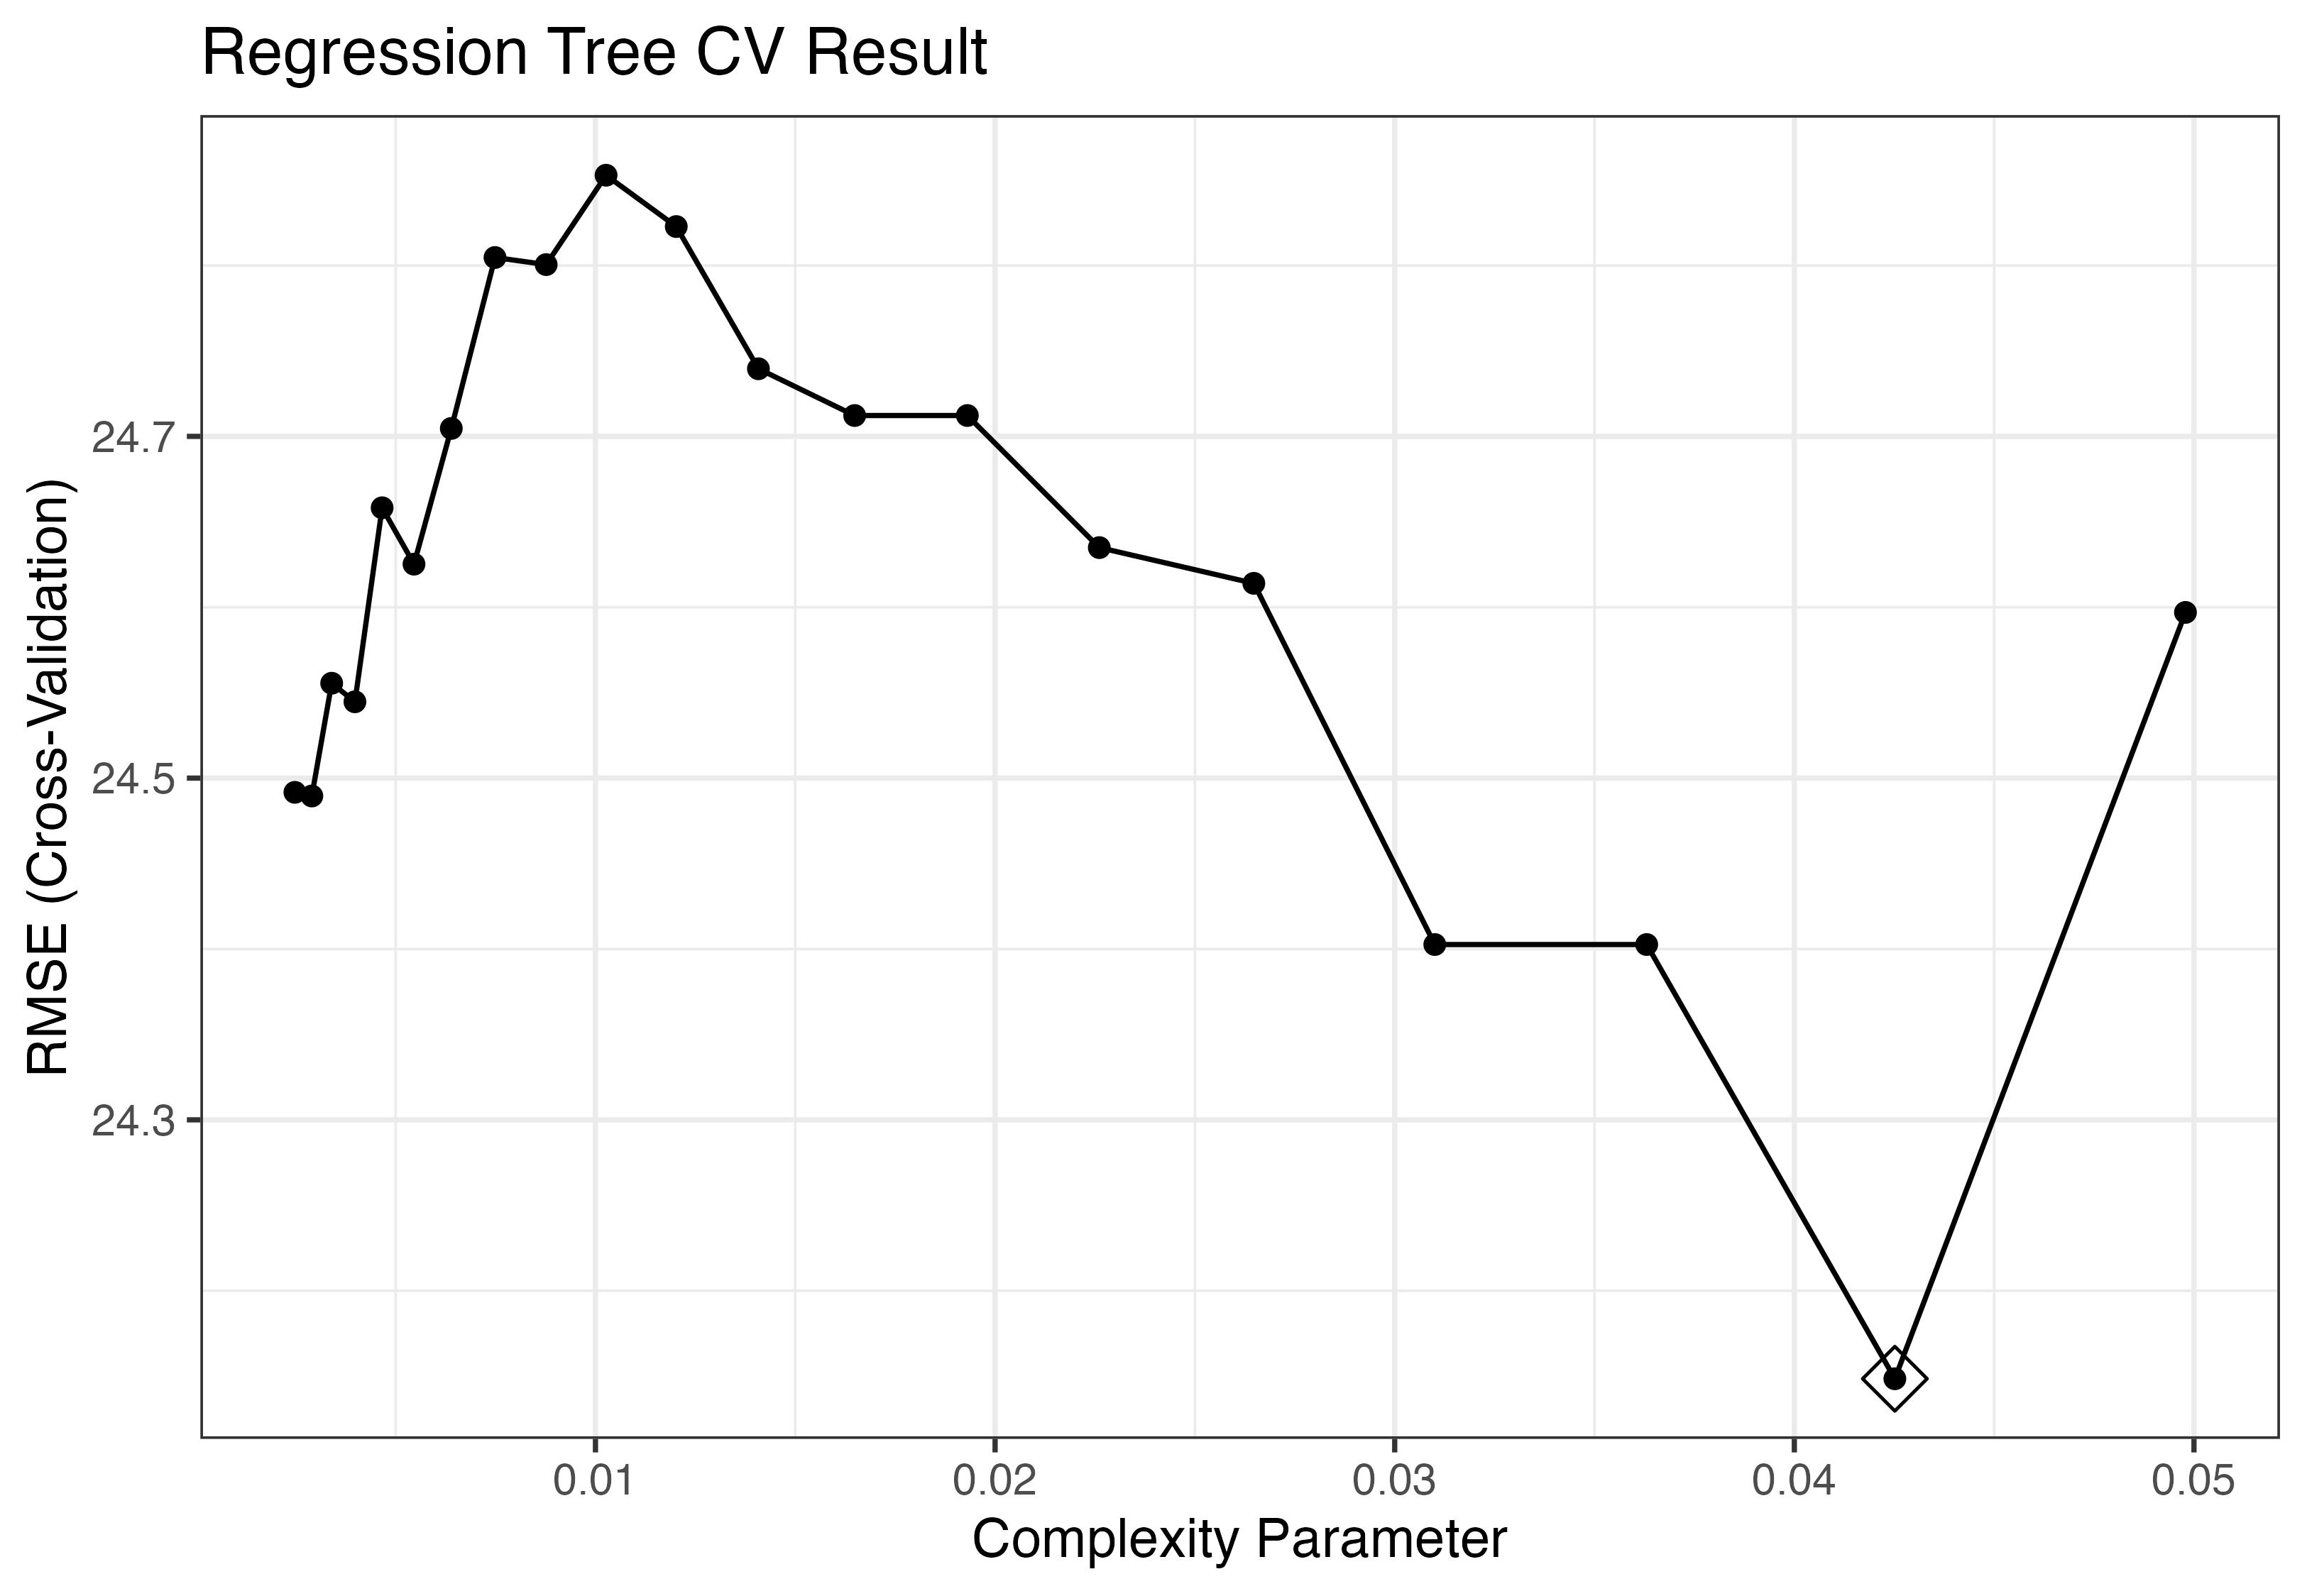 Regression Tree CV Result
RMSE (Cross-Validation)
24.7
24.5
24.3
0.01
0.02
0.03
0.04
0.05
Complexity Parameter